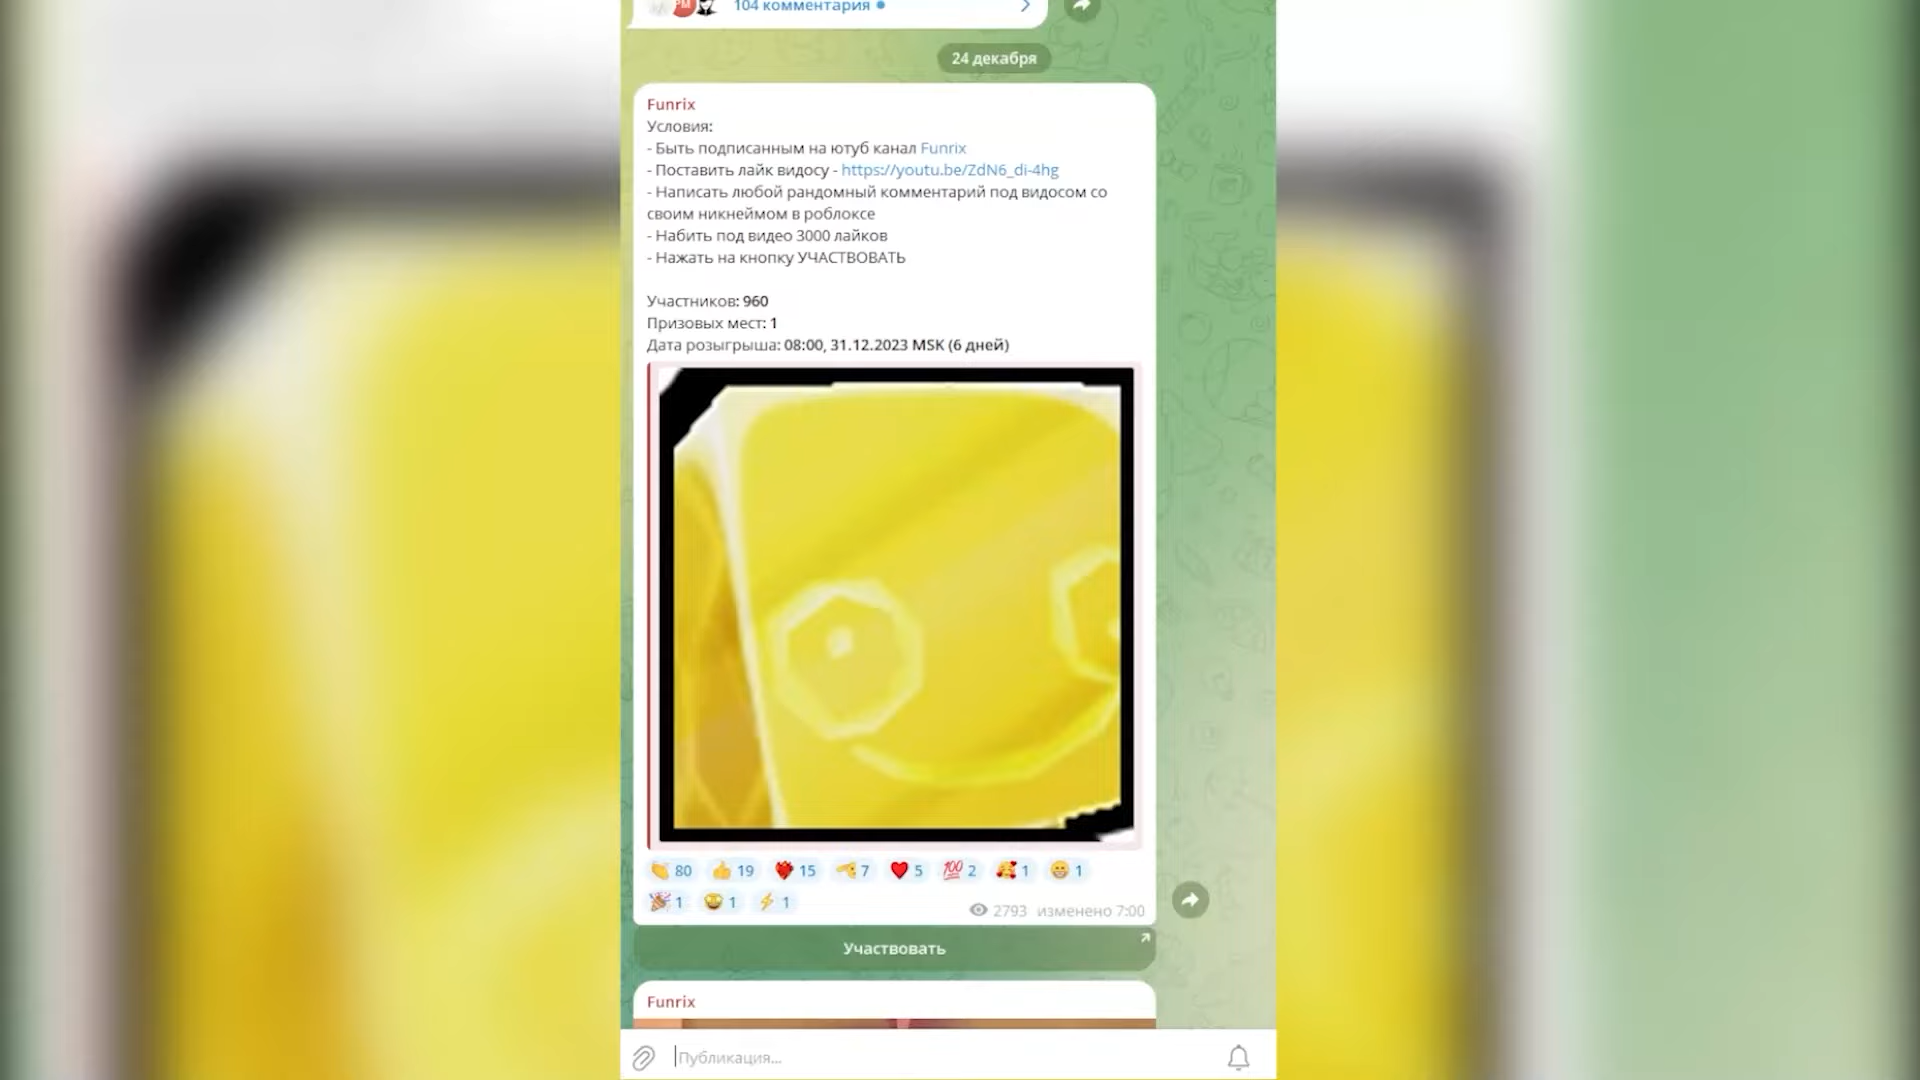 104 комментария
24 декабря
Funrix
Условия:
- Быть подписанным на ютуб канал Funrix
- Поставить лайк видосу - https://youtu.be/ZdN6_di-4hg
- Написать любой рандомный комментарий под видосом со
своим никнеймом в роблоксе
- Набить под видео 3000 лайков
- Нажать на кнопку УЧАСТВОВАТЬ
Участников: 960
Призовых мест: 1
Дата розыгрыша: 08:00, 31.12.2023 MSK (6 дней)
80 19 15 7 5 100 2 1 1
1 1 1
2793 изменено 7:00
Участвовать
Funrix
Публикация...